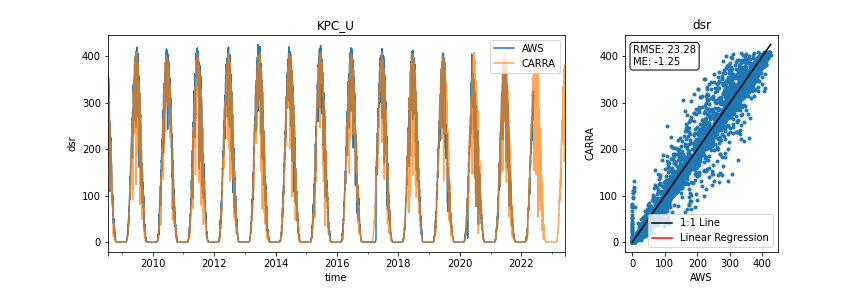 KPC_U
dsr
AWS
CARRA
400
300
200
100
0
dsr
2010
2012
2014
2016
2018
2020
2022
time
RMSE: 23.28
ME: -1.25
400
300
200
100
0
CARRA
1:1 Line
Linear Regression
0
100
200
300
400
AWS